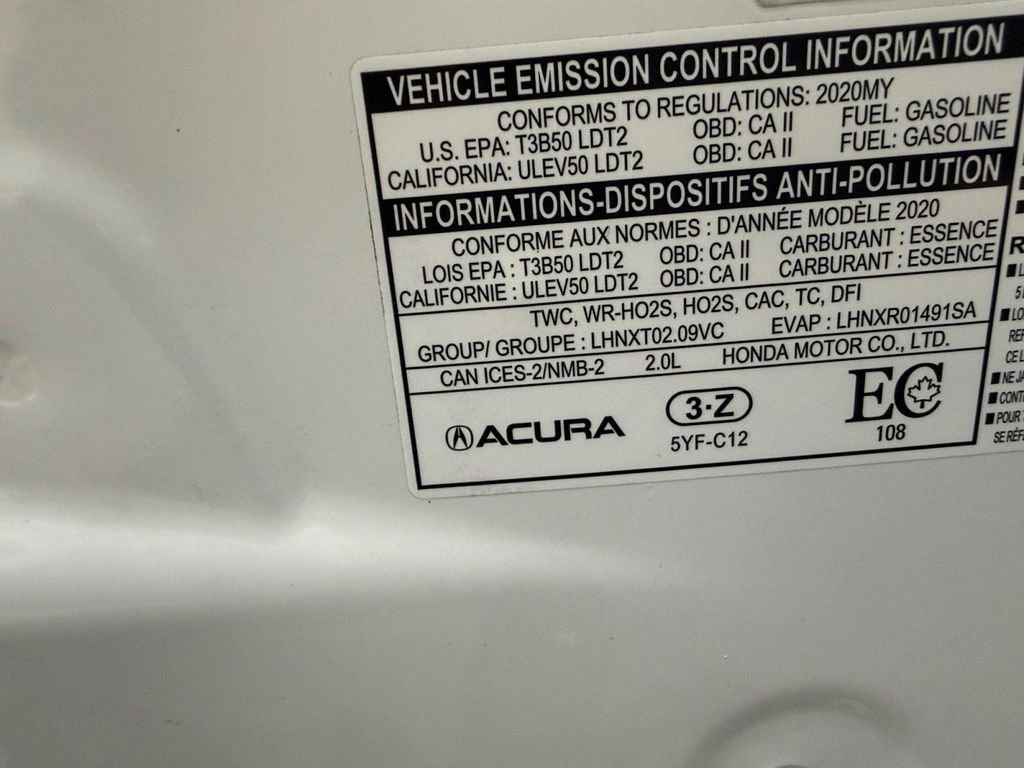 VEHICLE EMISSION CONTROL INFORMATION
CONFORMS TO REGULATIONS: 2020MY
U.S. EPA: T3B50 LDT2 OBD: CA II FUEL: GASOLINE
CALIFORNIA: ULEV50 LDT2 OBD: CA II FUEL: GASOLINE
INFORMATIONS-DISPOSITIFS ANTI-POLLUTION
CONFORME AUX NORMES : D'ANNÉE MODÈLE 2020
LOIS EPA : T3B50 LDT2 OBD: CA II CARBURANT : ESSENCE
CALIFORNIE : ULEV50 LDT2 OBD: CA II CARBURANT : ESSENCE
TWC, WR-HO2S, HO2S, CAC, TC, DFI
GROUP/ GROUPE : LHNXT02.09VC EVAP : LHNXR01491SA
CAN ICES-2/NMB-2 2.0L HONDA MOTOR CO., LTD.
ACURA 3·Z EC
5YF-C12 108
NE
POUR
SE